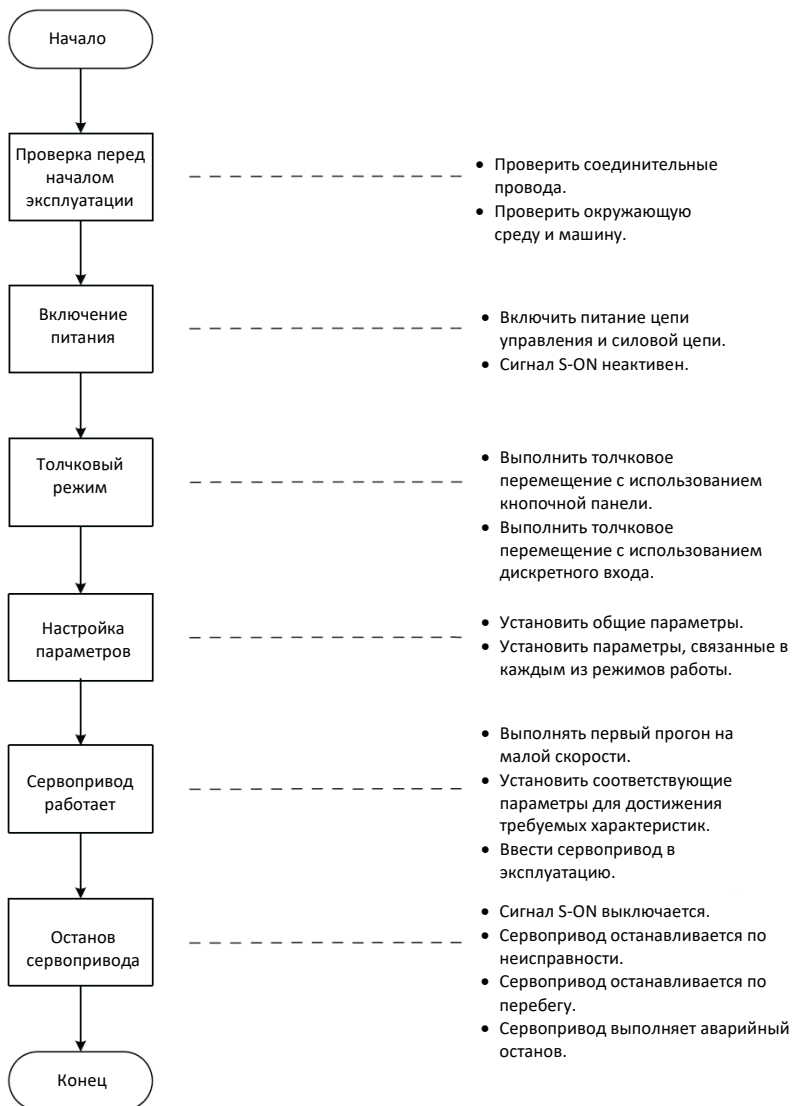 Начало
Проверка перед
началом
эксплуатации
• Проверить соединительные
провода.
• Проверить окружающую
среду и машину.
Включение
питания
• Включить питание цепи
управления и силовой цепи.
• Сигнал S-ON неактивен.
Толчковый
режим
• Выполнить толчковое
перемещение с использованием
кнопочной панели.
• Выполнить толчковое
перемещение с использованием
дискретного входа.
Настройка
параметров
• Установить общие параметры.
• Установить параметры, связанные в
каждым из режимов работы.
Сервопривод
работает
• Выполнять первый прогон на
малой скорости.
• Установить соответствующие
параметры для достижения
требуемых характеристик.
• Ввести сервопривод в
эксплуатацию.
Останов
сервопривода
• Сигнал S-ON выключается.
• Сервопривод останавливается по
неисправности.
• Сервопривод останавливается по
перебегу.
• Сервопривод выполняет аварийный
останов.
Конец